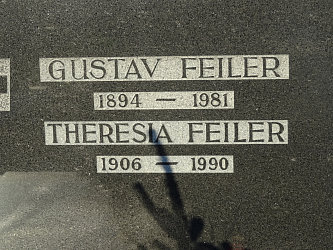 GUSTAV FEILER
1894 — 1981
THERESIA FEILER
1906 — 1990